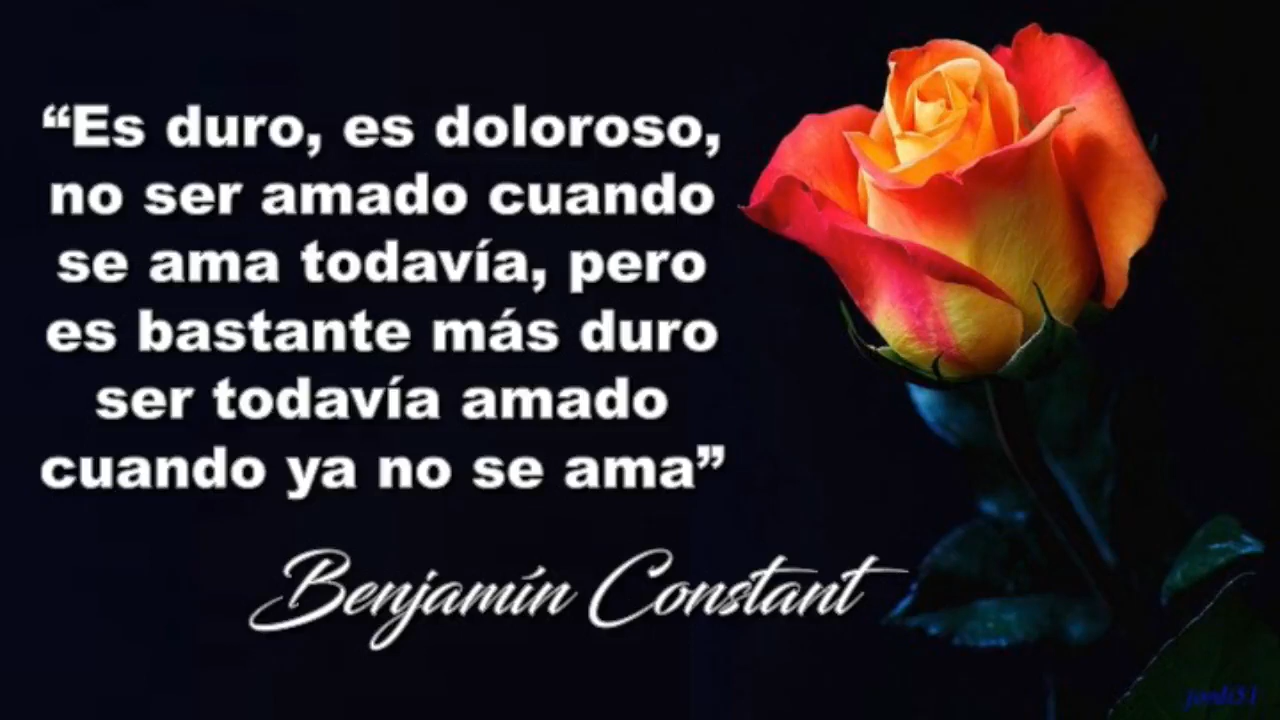 “Es duro, es doloroso,
no ser amado cuando
se ama todavía, pero
es bastante más duro
ser todavía amado
cuando ya no se ama”
Benjamín Constant